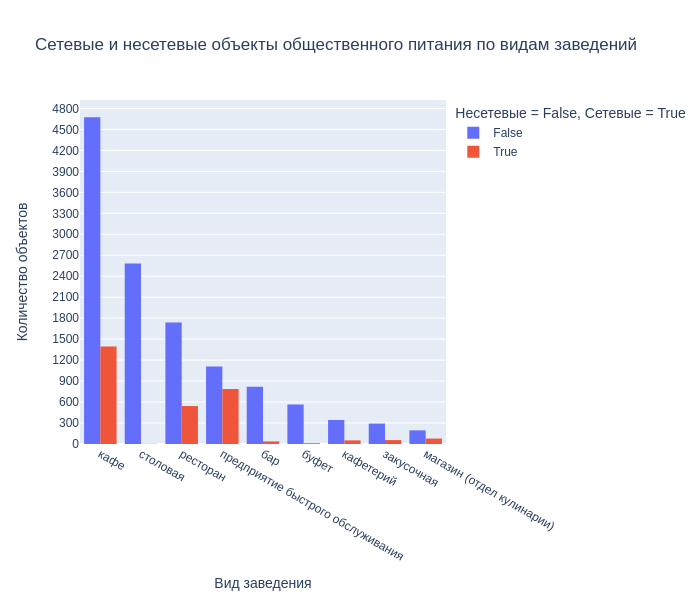 Сетевые и несетевые объекты общественного питания по видам заведений
Несетевые = False, Сетевые = True
False
True
Количество объектов
4800
4500
4200
3900
3600
3300
3000
2700
2400
2100
1800
1500
1200
900
600
300
0
кафе
столовая
ресторан
предприятие быстрого обслуживания
бар
буфет
кафетерий
закусочная
магазин (отдел кулинарии)
Вид заведения